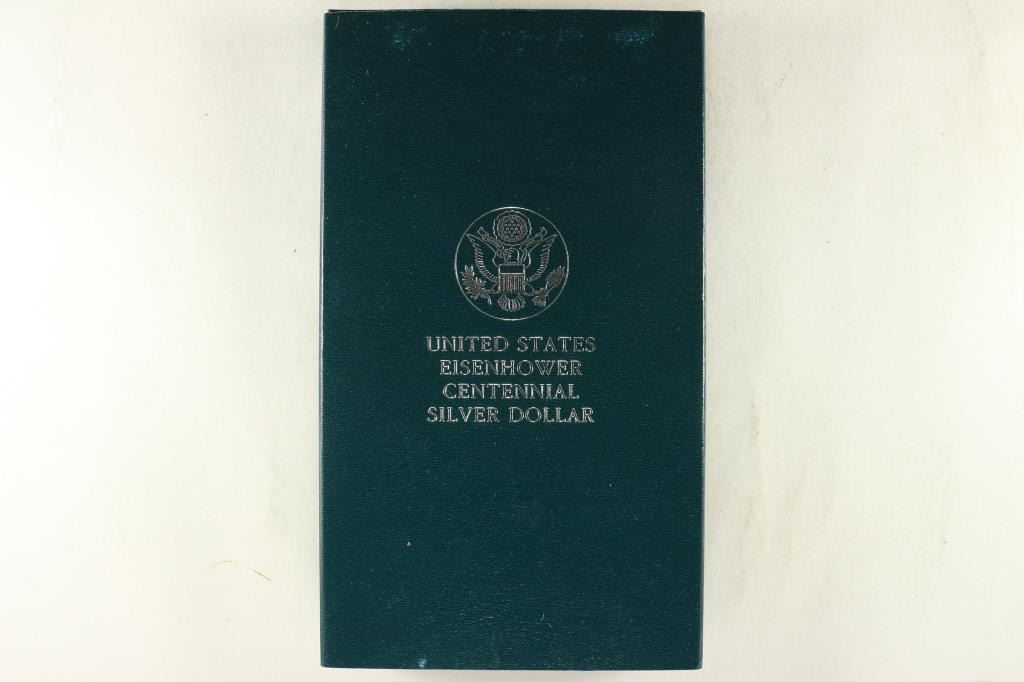 UNITED STATES
EISENHOWER
CENTENNIAL
SILVER DOLLAR